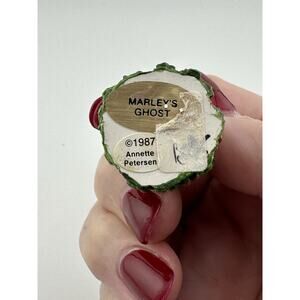 MARLEY'S
GHOST
©1987
Annette
Petersen